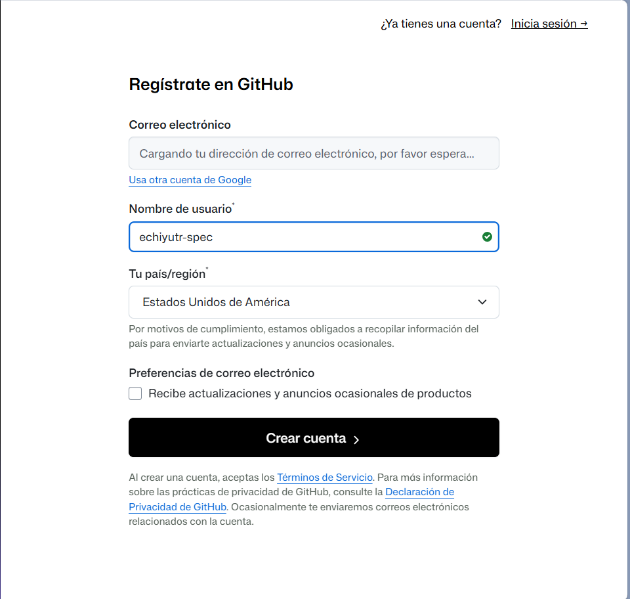 ¿Ya tienes una cuenta? Inicia sesión →
Regístrate en GitHub
Correo electrónico
Cargando tu dirección de correo electrónico, por favor espera...
Usa otra cuenta de Google
Nombre de usuario*
echiyutr-spec
Tu país/región*
Estados Unidos de América
Por motivos de cumplimiento, estamos obligados a recopilar información del
país para enviarte actualizaciones y anuncios ocasionales.
Preferencias de correo electrónico
Recibe actualizaciones y anuncios ocasionales de productos
Crear cuenta
Al crear una cuenta, aceptas los Términos de Servicio. Para más información
sobre las prácticas de privacidad de GitHub, consulte la Declaración de
Privacidad de GitHub. Ocasionalmente te enviaremos correos electrónicos
relacionados con la cuenta.